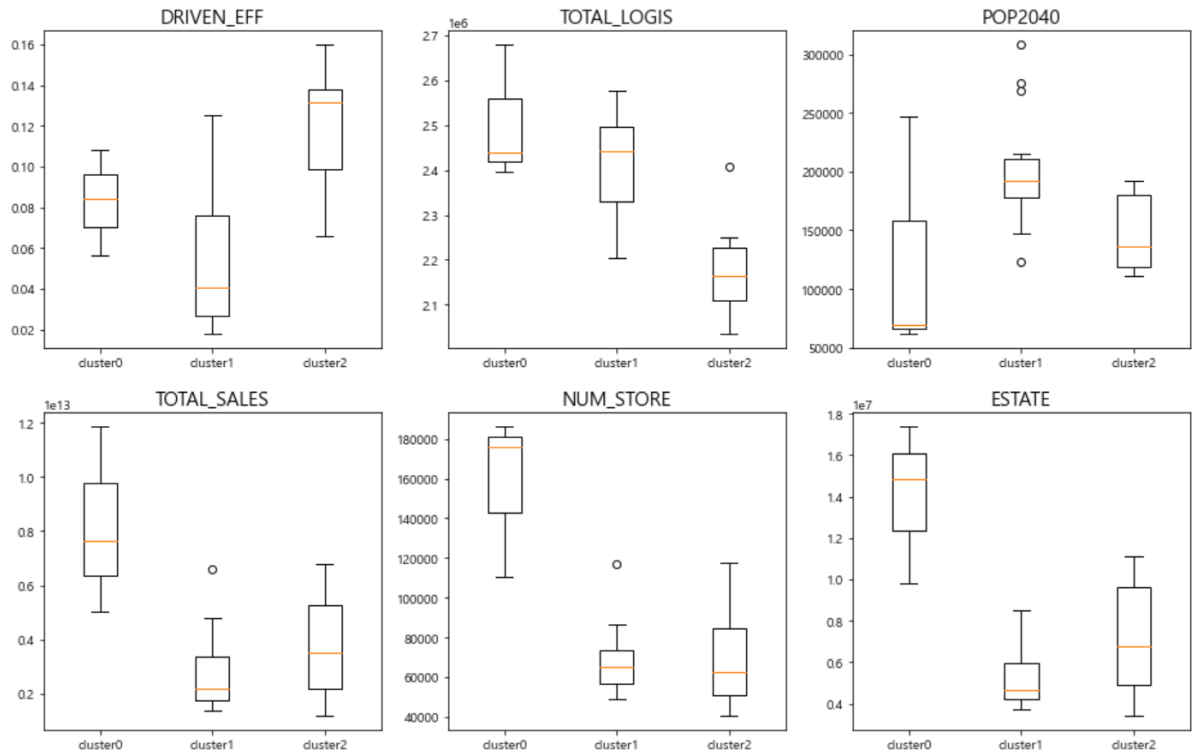 DRIVEN_EFF
0.16
0.14
0.12
0.10
0.08
0.06
0.04
0.02
cluster0 cluster1 cluster2
TOTAL_LOGIS
1e6
2.7
2.6
2.5
2.4
2.3
2.2
2.1
cluster0 cluster1 cluster2
POP2040
300000
250000
200000
150000
100000
50000
cluster0 cluster1 cluster2
TOTAL_SALES
1e13
1.2
1.0
0.8
0.6
0.4
0.2
cluster0 cluster1 cluster2
NUM_STORE
180000
160000
140000
120000
100000
80000
60000
40000
cluster0 cluster1 cluster2
ESTATE
1e7
1.8
1.6
1.4
1.2
1.0
0.8
0.6
0.4
cluster0 cluster1 cluster2